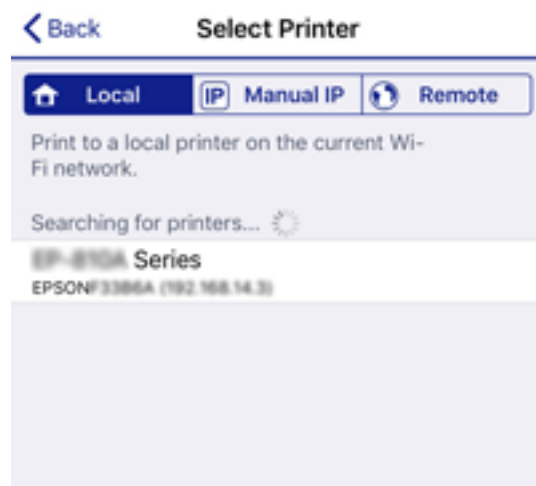 Back Select Printer
Local IP Manual IP Remote
Print to a local printer on the current Wi-
Fi network.
Searching for printers...
Series
EPSON